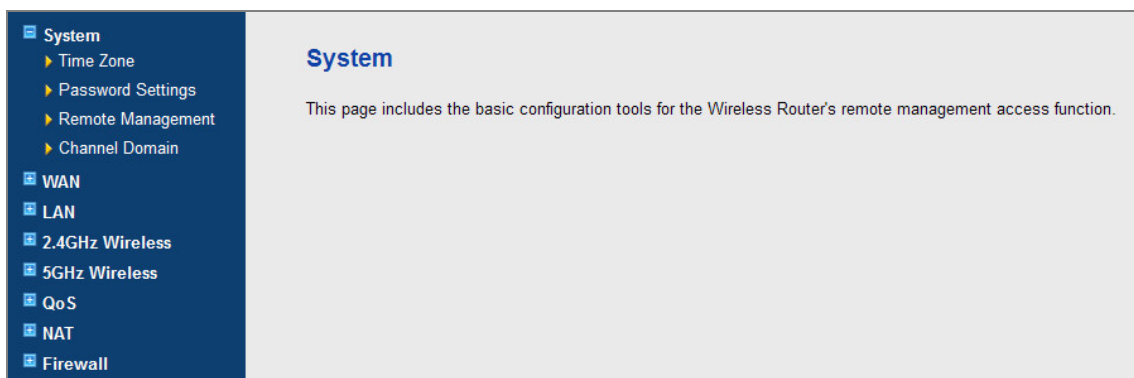 System
Time Zone
Password Settings
Remote Management
Channel Domain
WAN
LAN
2.4GHz Wireless
5GHz Wireless
QoS
NAT
Firewall
System
This page includes the basic configuration tools for the Wireless Router's remote management access function.